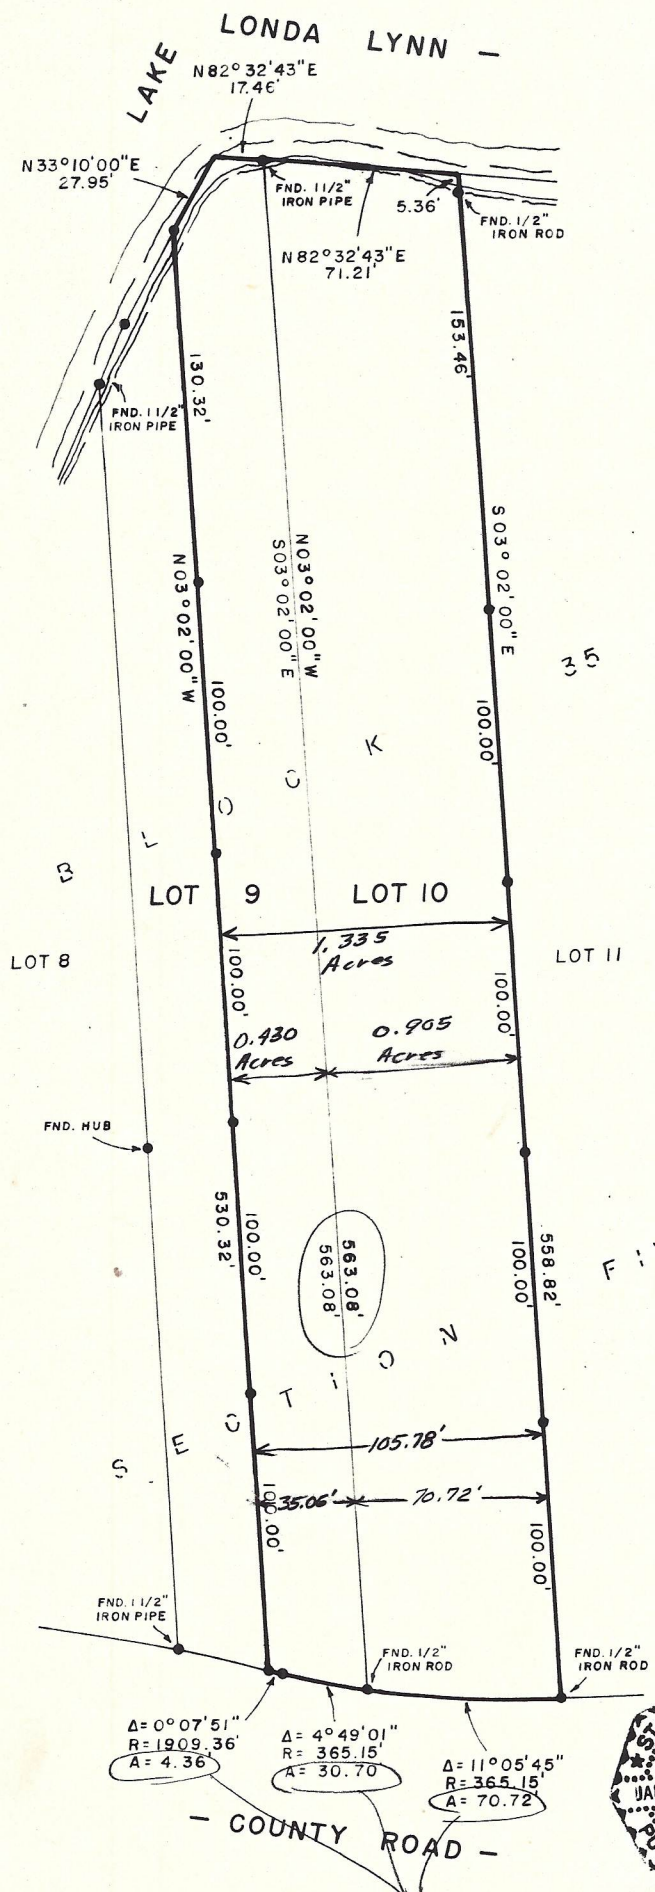 LAKE LONDA LYNN —
N82°32'43"E
17.46'
N33°10'00"E
27.95'
FND. 1 1/2"
IRON PIPE
5.36'
FND. 1/2"
IRON ROD
N82°32'43"E
71.21'
130.32'
153.46'
FND. 1 1/2"
IRON PIPE
N03°02'00"W
N03°02'00"W
S03°02'00"E
S03°02'00"E
35
100.00'
100.00'
BLOCK
LOT 9
LOT 10
LOT 8
LOT 11
1.335
Acres
100.00'
100.00'
0.430
Acres
0.905
Acres
FND. HUB
530.32'
100.00'
563.08'
563.08'
558.82'
100.00'
SECTION
F
105.78'
35.06'
70.72'
100.00'
100.00'
FND. 1 1/2"
IRON PIPE
FND. 1/2"
IRON ROD
FND. 1/2"
IRON ROD
Δ= 0°07'51"
R= 1909.36'
A= 4.36'
Δ= 4°49'01"
R= 365.15'
A= 30.70
Δ= 11°05'45"
R= 365.15'
A= 70.72'
— COUNTY ROAD —